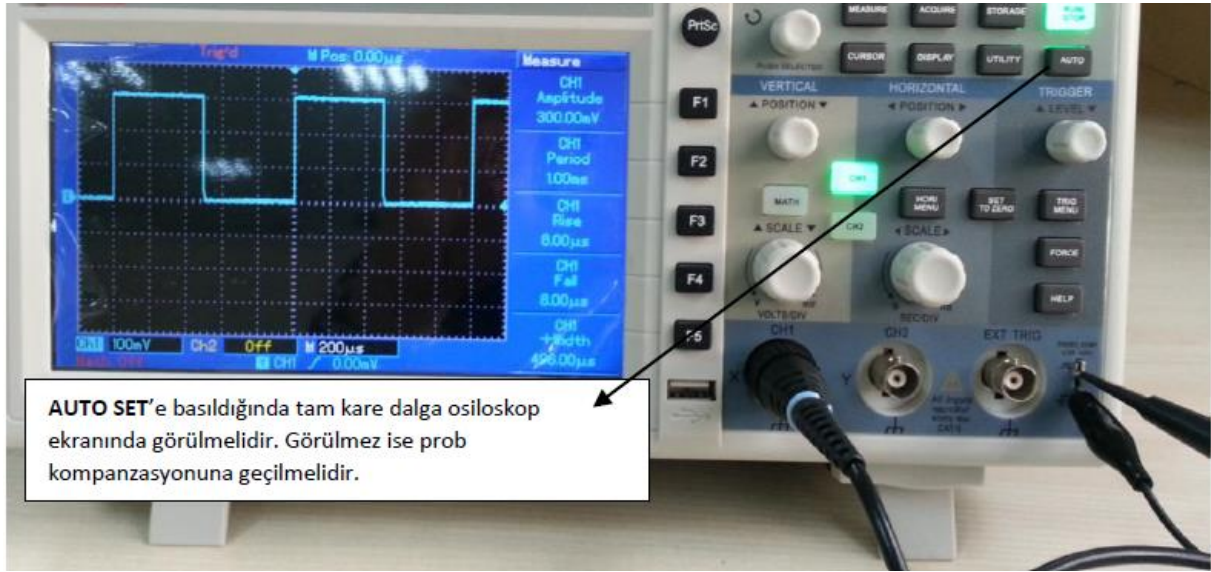 Trig'd
M Pos: 0.00µs
Measure
CH1
Amplitude
300.00mV
CH1
Period
1.00ms
CH1
Rise
6.00µs
CH1
Fall
8.00µs
CH1
+Width
496.00µs
100mV Ch2 Off M 200µs
CH1 0.00mV
PrtSc
F1
F2
F3
F4
F5
MEASURE ACQUIRE STORAGE RUN STOP
CURSOR DISPLAY UTILITY AUTO
VERTICAL HORIZONTAL TRIGGER
▲ POSITION ▼ ◀ POSITION ▶ ▲ LEVEL ▼
CH1
MATH HORI MENU SET TO ZERO TRIG MENU
▲ SCALE ▼ CH2 ◀ SCALE ▶
FORCE
HELP
VOLTS/DIV SEC/DIV
CH1 CH2 EXT TRIG
X Y
AUTO SET'e basıldığında tam kare dalga osiloskop
ekranında görülmelidir. Görülmez ise prob
kompanzasyonuna geçilmelidir.